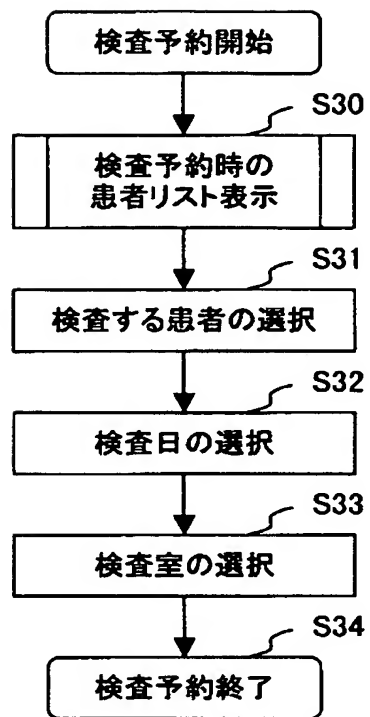 検査予約開始
S30
検査予約時の
患者リスト表示
S31
検査する患者の選択
S32
検査日の選択
S33
検査室の選択
S34
検査予約終了